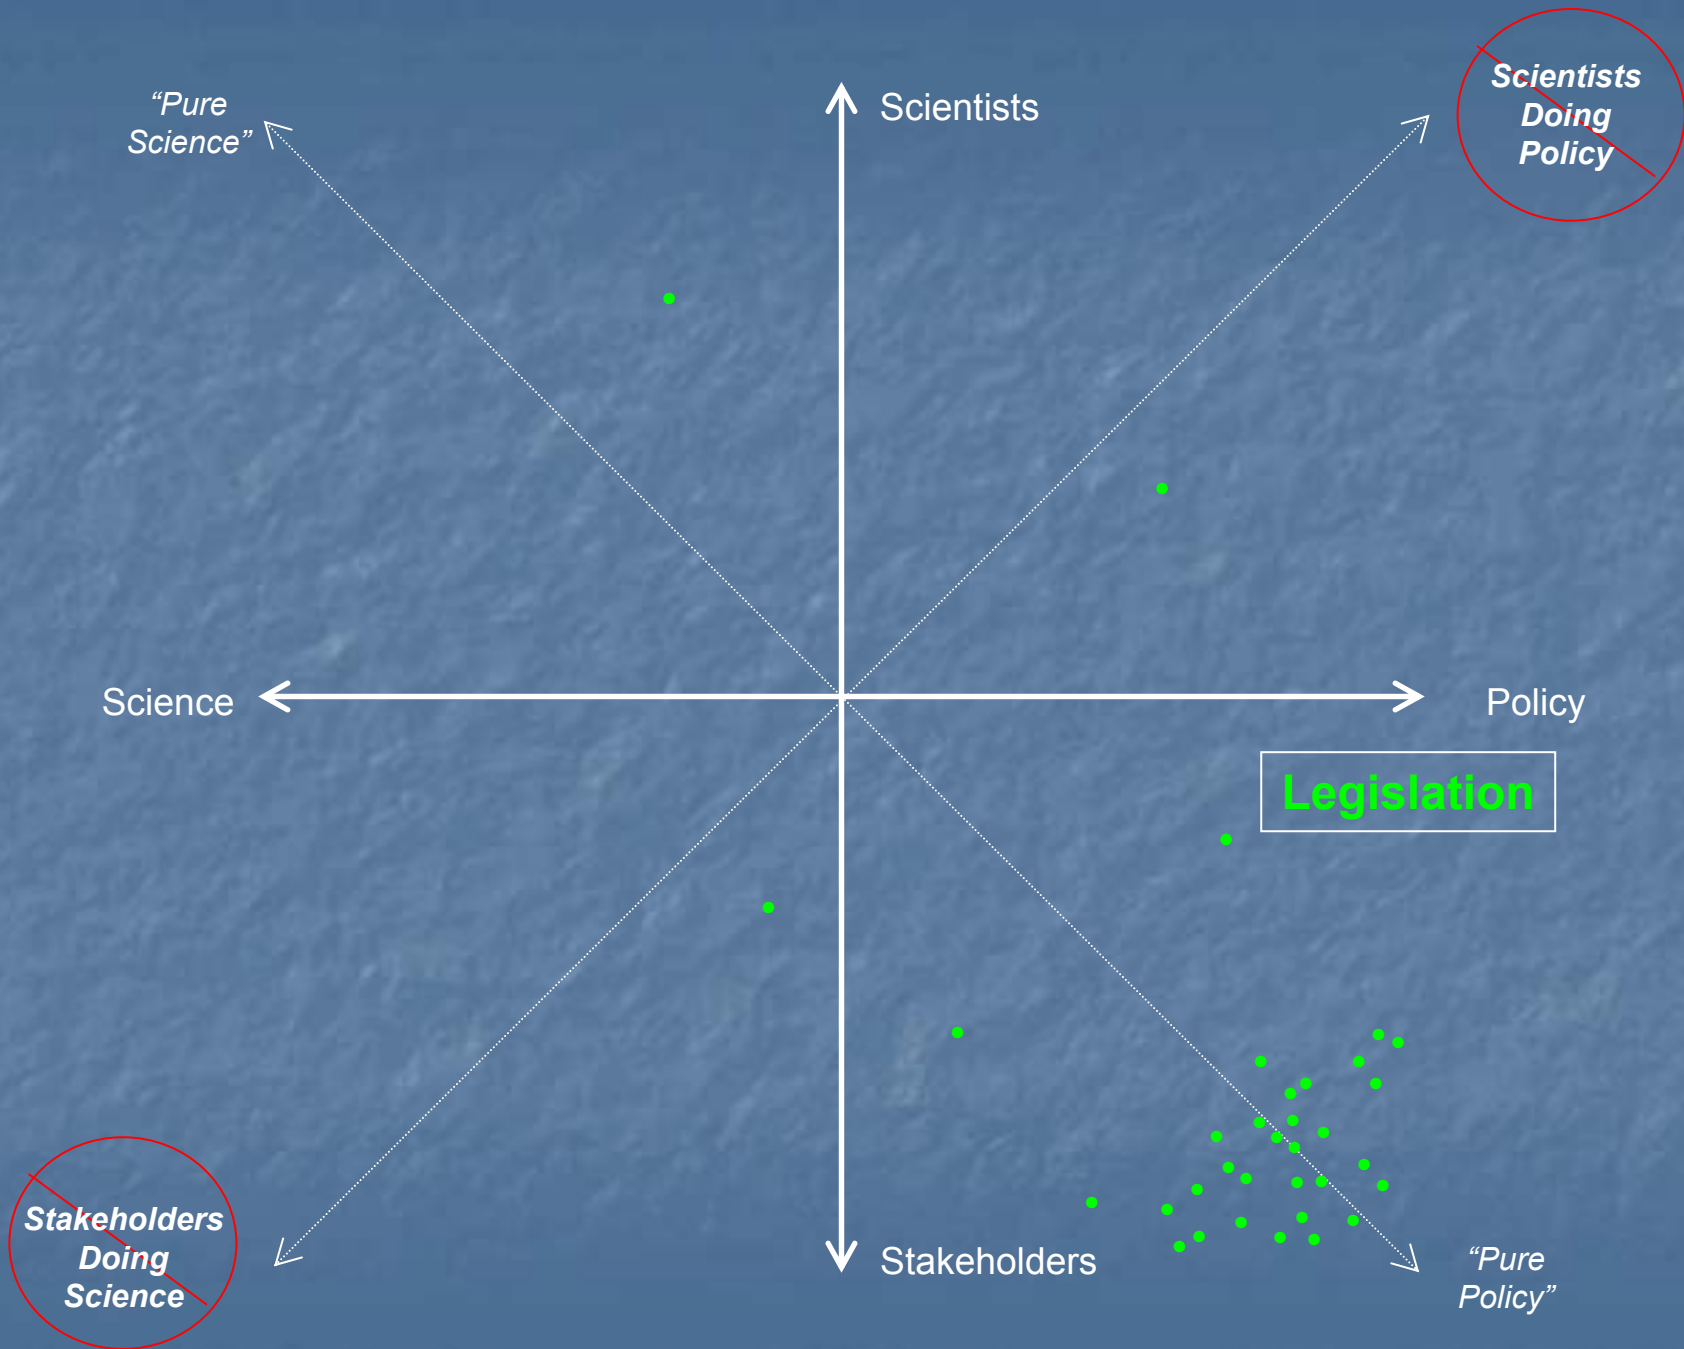 “Pure
Science”
Scientists
Scientists
Doing
Policy
Science
Policy
Legislation
Stakeholders
Doing
Science
Stakeholders
“Pure
Policy”